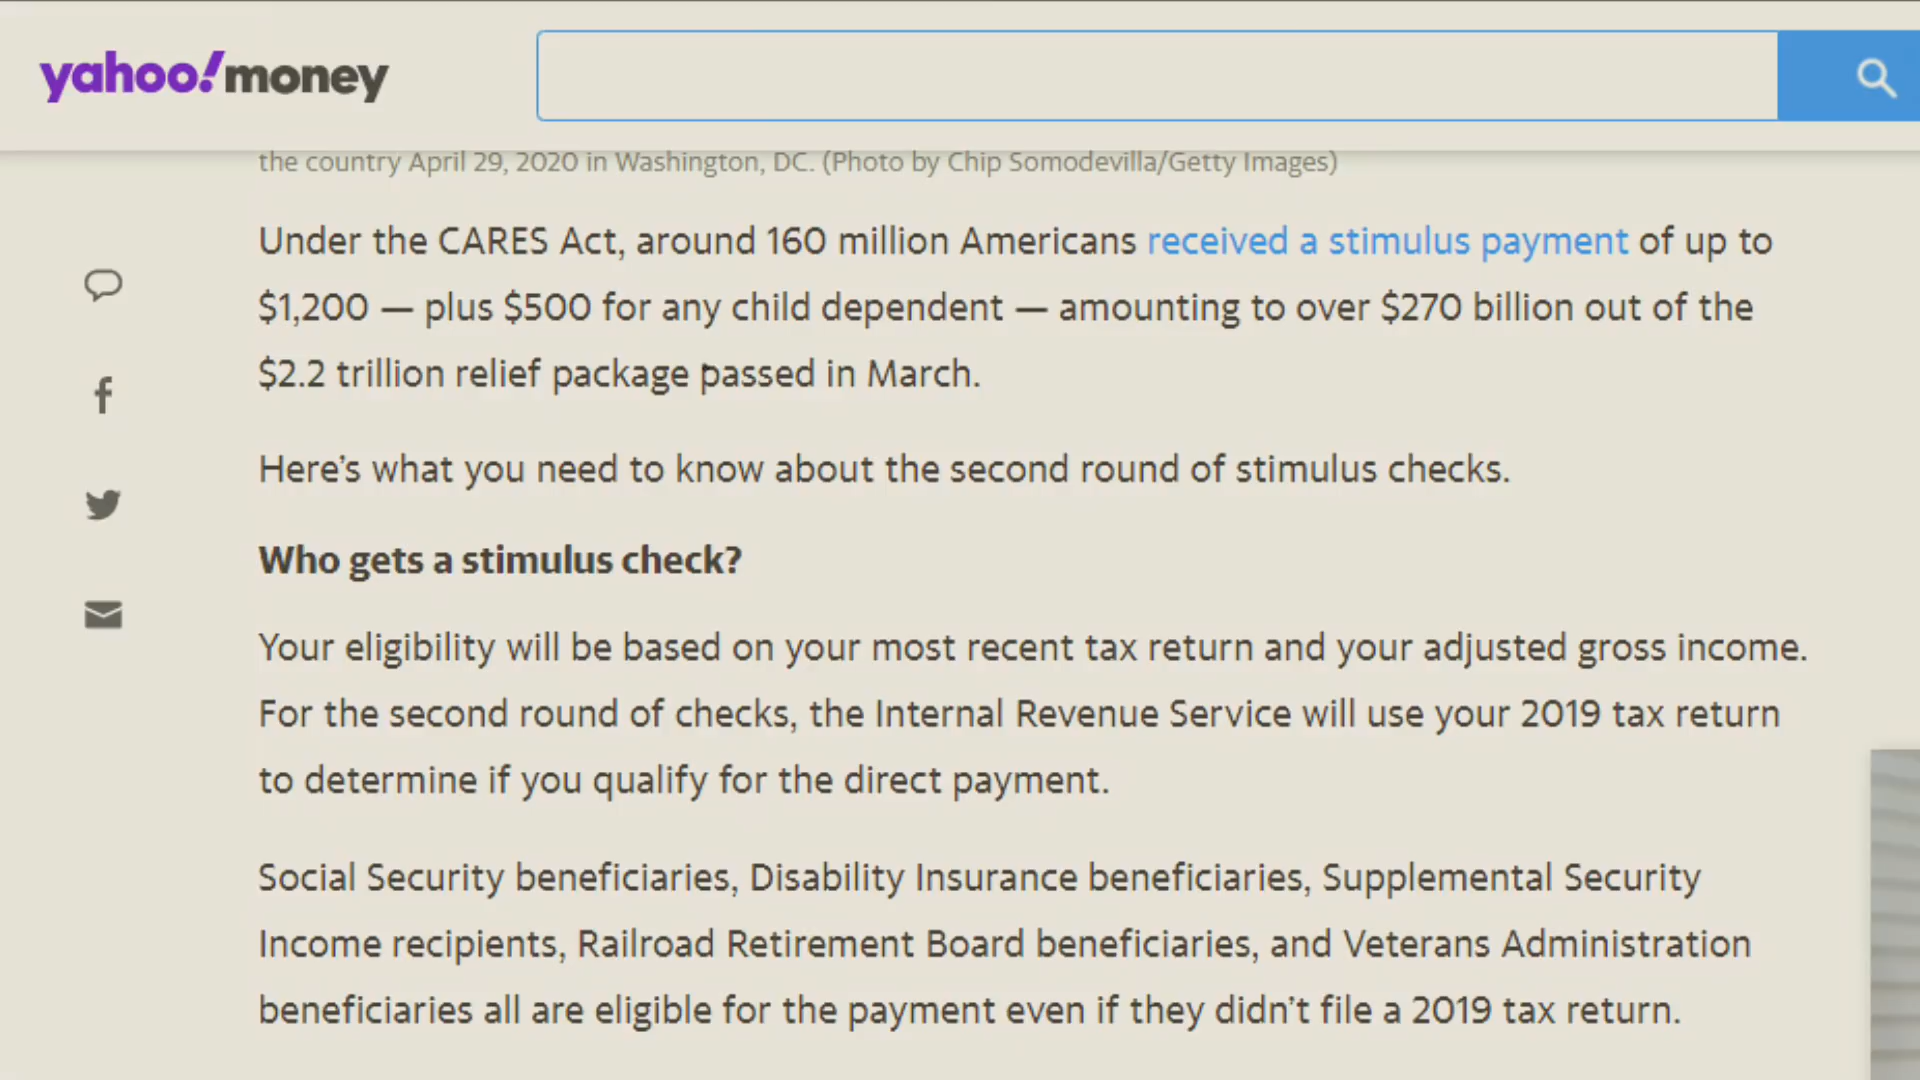 yahoo!money
the country April 29, 2020 in Washington, DC. (Photo by Chip Somodevilla/Getty Images)
Under the CARES Act, around 160 million Americans received a stimulus payment of up to
$1,200 — plus $500 for any child dependent — amounting to over $270 billion out of the
$2.2 trillion relief package passed in March.
Here’s what you need to know about the second round of stimulus checks.
Who gets a stimulus check?
Your eligibility will be based on your most recent tax return and your adjusted gross income.
For the second round of checks, the Internal Revenue Service will use your 2019 tax return
to determine if you qualify for the direct payment.
Social Security beneficiaries, Disability Insurance beneficiaries, Supplemental Security
Income recipients, Railroad Retirement Board beneficiaries, and Veterans Administration
beneficiaries all are eligible for the payment even if they didn’t file a 2019 tax return.